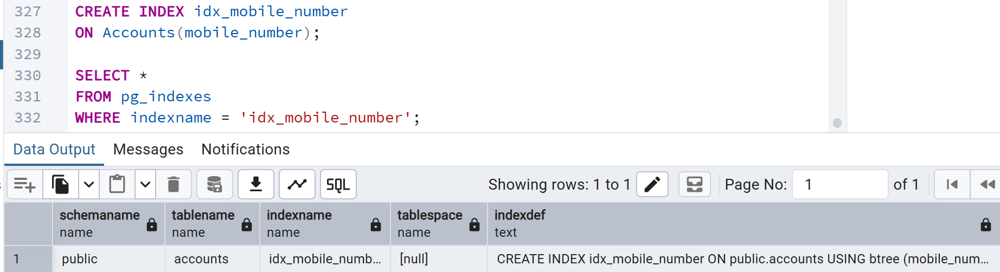 327 CREATE INDEX idx_mobile_number
328 ON Accounts(mobile_number);
329
330 SELECT *
331 FROM pg_indexes
332 WHERE indexname = 'idx_mobile_number';
Data Output Messages Notifications
SQL Showing rows: 1 to 1 Page No: 1 of 1
schemaname tablename indexname tablespace indexdef
name name name name text
1 public accounts idx_mobile_numb... [null] CREATE INDEX idx_mobile_number ON public.accounts USING btree (mobile_num...